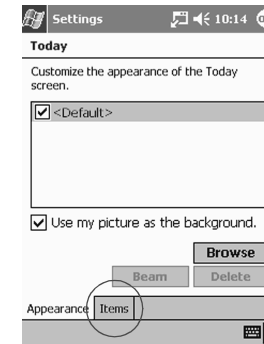 Settings 10:14
Today
Customize the appearance of the Today
screen.
<Default>
Use my picture as the background.
Browse
Beam Delete
Appearance Items